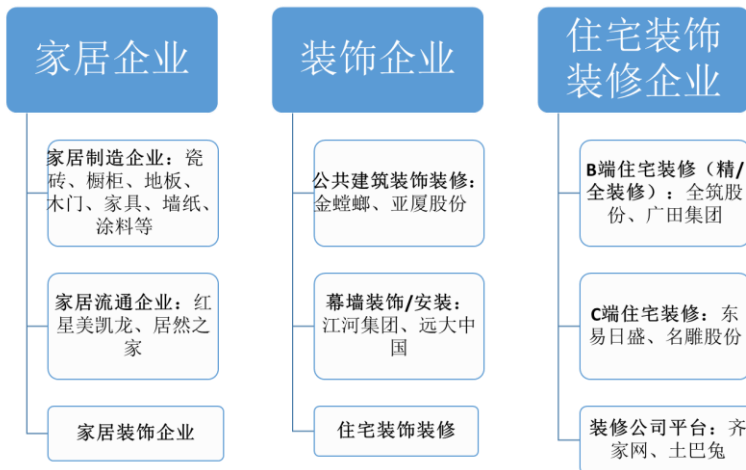 家居企业
家居制造企业：瓷
砖、橱柜、地板、
木门、家具、墙纸、
涂料等
家居流通企业：红
星美凯龙、居然之
家
家居装饰企业
装饰企业
公共建筑装饰装修：
金螳螂、亚厦股份
幕墙装饰/安装：
江河集团、远大中
国
住宅装饰装修
住宅装饰
装修企业
B端住宅装修（精/
全装修）：全筑股
份、广田集团
C端住宅装修：东
易日盛、名雕股份
装修公司平台：齐
家网、土巴兔